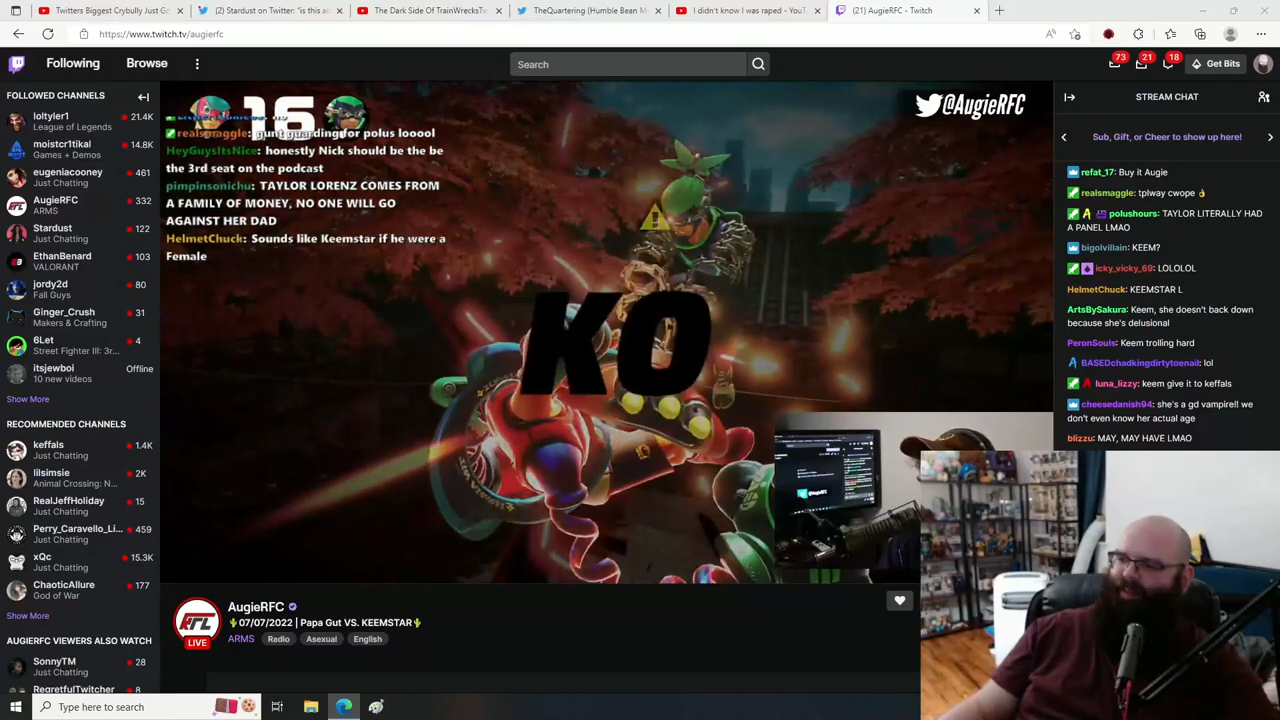 Twitters Biggest Crybully Just Go
(2) Stardust on Twitter: "is this al
The Dark Side Of TrainWrecksTv
TheQuartering (Humble Bean M
I didn't know I was raped - YouT
(21) AugieRFC - Twitch
https://www.twitch.tv/augierfc
Following
Browse
Search
73
21
18
Get Bits
FOLLOWED CHANNELS
loltyler1
21.4K
League of Legends
moistcr1tikal
14.8K
Games + Demos
eugeniacooney
461
Just Chatting
AugieRFC
332
ARMS
Stardust
122
Just Chatting
EthanBenard
103
VALORANT
jordy2d
80
Fall Guys
Ginger_Crush
31
Makers & Crafting
6Let
4
Street Fighter III: 3r...
itsjewboi
Offline
10 new videos
Show More
RECOMMENDED CHANNELS
keffals
1.4K
Just Chatting
lilsimsie
2K
Animal Crossing: N...
RealJeffHoliday
15
Just Chatting
Perry_Caravello_Li...
459
Just Chatting
xQc
15.3K
Just Chatting
ChaoticAllure
177
God of War
Show More
AUGIERFC VIEWERS ALSO WATCH
SonnyTM
28
Just Chatting
RegretfulTwitcher
8
16
@AugieRFC
realsmaggle: gunt guarding for polus looool
HeyGuysItsNice: honestly Nick should be the be
the 3rd seat on the podcast
pimpinsonichu: TAYLOR LORENZ COMES FROM
A FAMILY OF MONEY, NO ONE WILL GO
AGAINST HER DAD
HelmetChuck: Sounds like Keemstar if he were a
Female
KO
@AugieRFC
RFC
LIVE
AugieRFC
07/07/2022 | Papa Gut VS. KEEMSTAR
ARMS
Radio
Asexual
English
STREAM CHAT
Sub, Gift, or Cheer to show up here!
refat_17: Buy it Augie
realsmaggle: tplway cwope
polushours: TAYLOR LITERALLY HAD
A PANEL LMAO
bigolvillain: KEEM?
icky_vicky_69: LOLOLOL
HelmetChuck: KEEMSTAR L
ArtsBySakura: Keem, she doesn't back down
because she's delusional
PeronSouls: Keem trolling hard
BASEDchadkingdirtytoenail: lol
luna_lizzy: keem give it to keffals
cheesedanish94: she's a gd vampire!! we
don't even know her actual age
blizzu: MAY, MAY HAVE LMAO
Type here to search